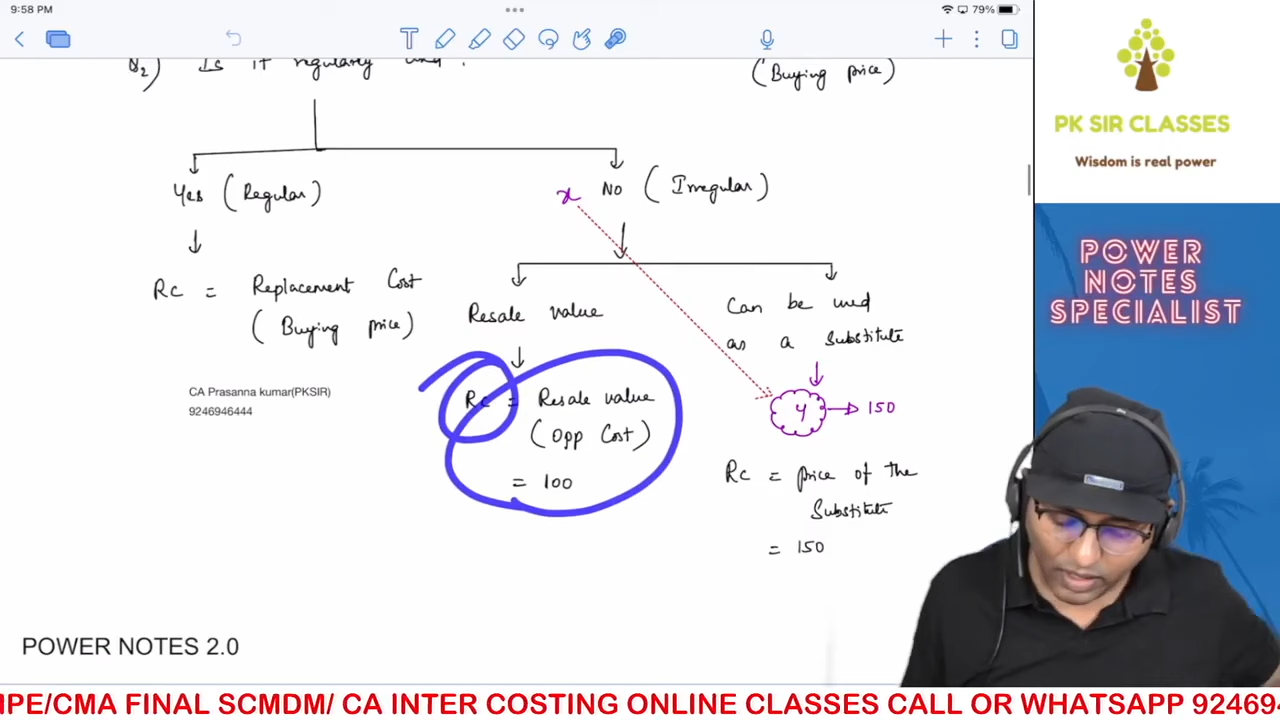 9:58 PM
79%
Is it regularly
(Buying price)
Yes (Regular)
x No (Irregular)
Rc = Replacement Cost
(Buying price)
Resale value
Can be used
as a Substitute
Rc = Resale value
(Opp Cost)
= 100
y → 150
Rc = price of the
Substitute
= 150
CA Prasanna kumar(PKSIR)
9246946444
POWER NOTES 2.0
PK SIR CLASSES
Wisdom is real power
POWER
NOTES
SPECIALIST
IPE/CMA FINAL SCMDM/ CA INTER COSTING ONLINE CLASSES CALL OR WHATSAPP 92469